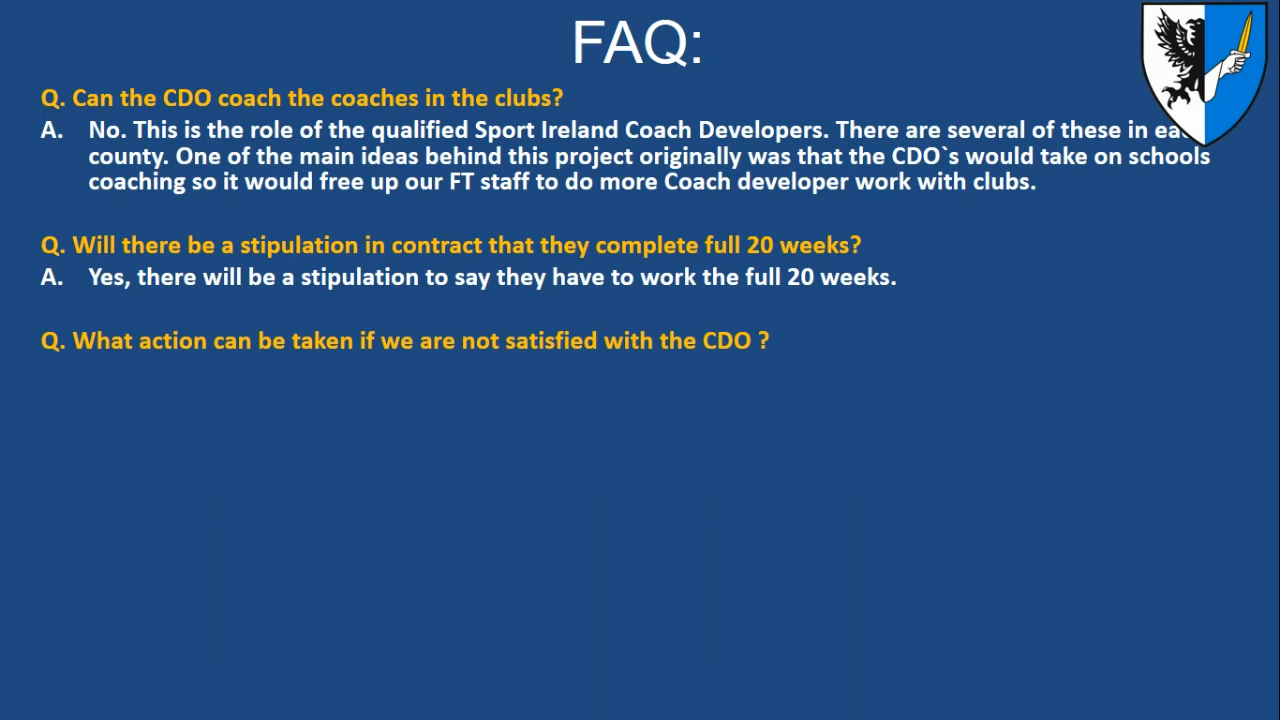 FAQ:
Q. Can the CDO coach the coaches in the clubs?
A. No. This is the role of the qualified Sport Ireland Coach Developers. There are several of these in
county. One of the main ideas behind this project originally was that the CDO`s would take on schools
coaching so it would free up our FT staff to do more Coach developer work with clubs.
Q. Will there be a stipulation in contract that they complete full 20 weeks?
A. Yes, there will be a stipulation to say they have to work the full 20 weeks.
Q. What action can be taken if we are not satisfied with the CDO ?